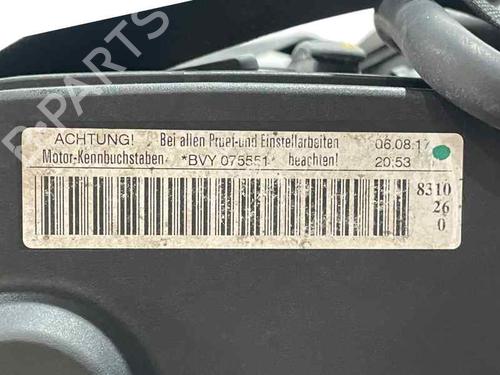 B-PARTS
ACHTUNG! Bei allen Pruef-und Einstellarbeiten 06.08.17
Motor-Kennbuchstaben *BVY 075551* beachten! 20:53
8310
26
0